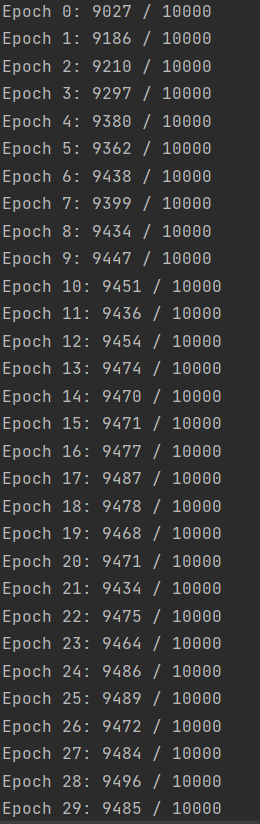 Epoch 0: 9027 / 10000
Epoch 1: 9186 / 10000
Epoch 2: 9210 / 10000
Epoch 3: 9297 / 10000
Epoch 4: 9380 / 10000
Epoch 5: 9362 / 10000
Epoch 6: 9438 / 10000
Epoch 7: 9399 / 10000
Epoch 8: 9434 / 10000
Epoch 9: 9447 / 10000
Epoch 10: 9451 / 10000
Epoch 11: 9436 / 10000
Epoch 12: 9454 / 10000
Epoch 13: 9474 / 10000
Epoch 14: 9470 / 10000
Epoch 15: 9471 / 10000
Epoch 16: 9477 / 10000
Epoch 17: 9487 / 10000
Epoch 18: 9478 / 10000
Epoch 19: 9468 / 10000
Epoch 20: 9471 / 10000
Epoch 21: 9434 / 10000
Epoch 22: 9475 / 10000
Epoch 23: 9464 / 10000
Epoch 24: 9486 / 10000
Epoch 25: 9489 / 10000
Epoch 26: 9472 / 10000
Epoch 27: 9484 / 10000
Epoch 28: 9496 / 10000
Epoch 29: 9485 / 10000